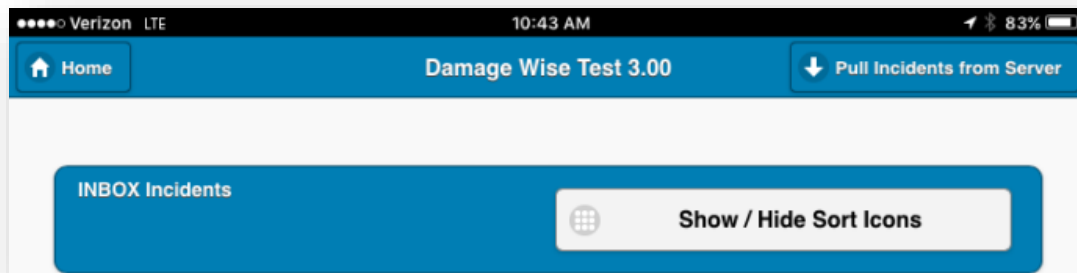 Verizon LTE 10:43 AM 83%
Home Damage Wise Test 3.00 Pull Incidents from Server
INBOX Incidents
Show / Hide Sort Icons